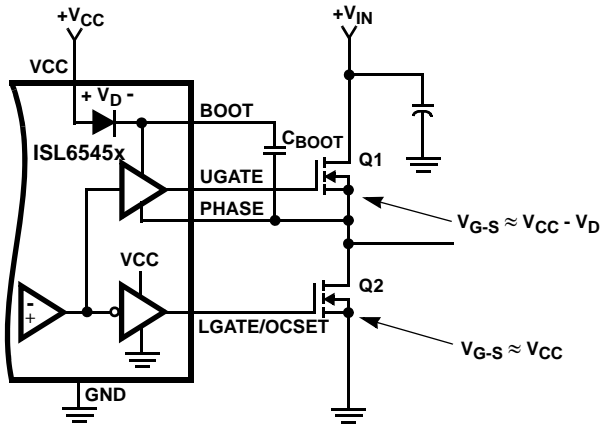 +VCC
+VIN
VCC
+ VD -
BOOT
CBOOT
ISL6545x
Q1
UGATE
PHASE
VG-S ≈ VCC - VD
VCC
Q2
-
+
LGATE/OCSET
VG-S ≈ VCC
GND